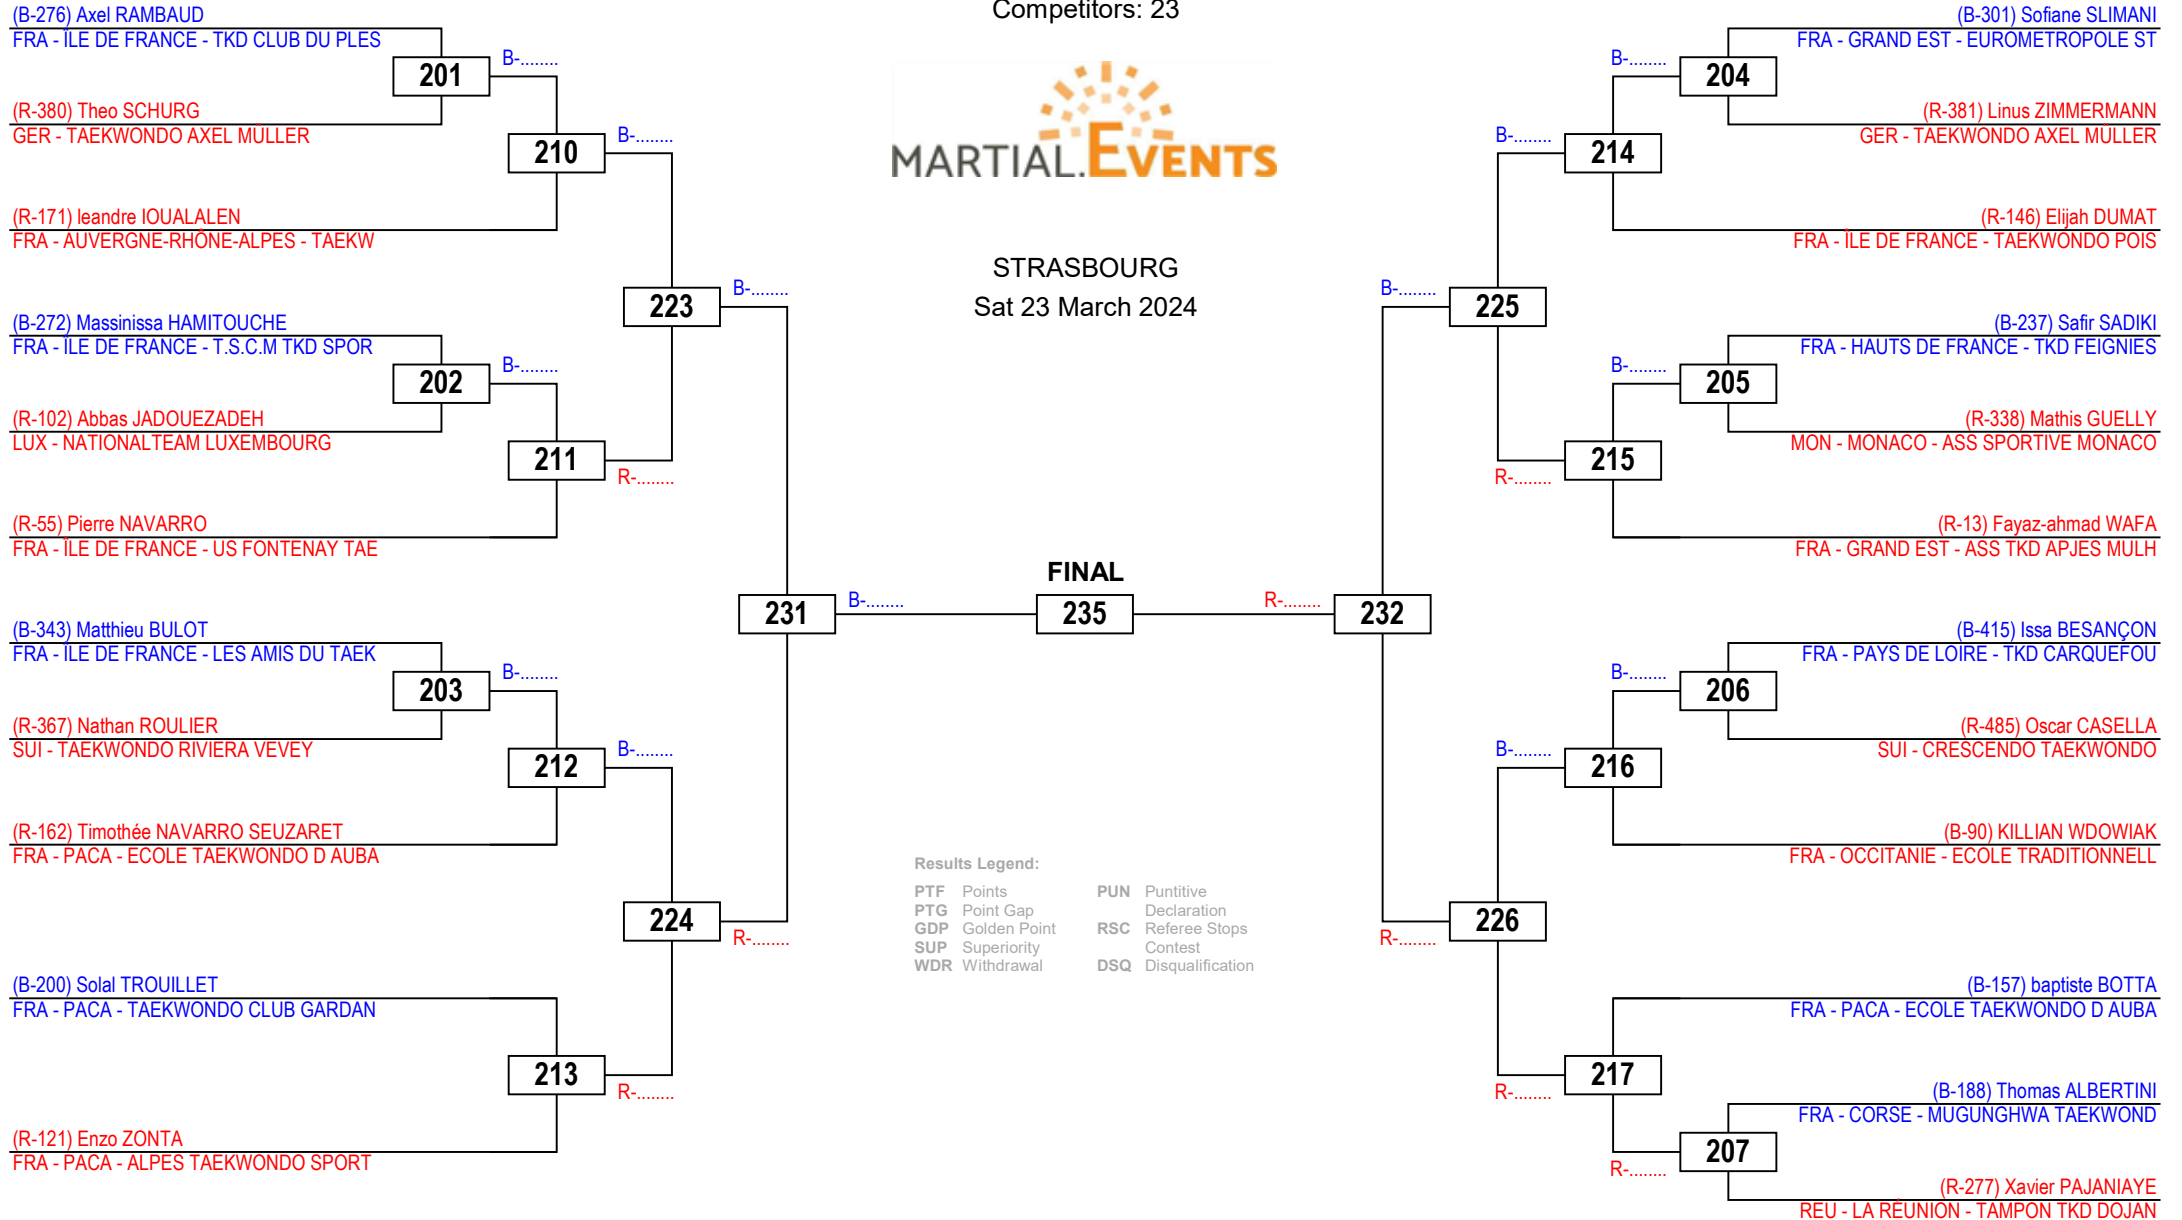 Competitors: 23
MARTIAL.EVENTS
STRASBOURG
Sat 23 March 2024
(B-276) Axel RAMBAUD
FRA - ÎLE DE FRANCE - TKD CLUB DU PLES
201
B-........
(R-380) Theo SCHURG
GER - TAEKWONDO AXEL MÜLLER
210
B-........
(R-171) leandre IOUALALEN
FRA - AUVERGNE-RHÔNE-ALPES - TAEKW
223
B-........
(B-272) Massinissa HAMITOUCHE
FRA - ÎLE DE FRANCE - T.S.C.M TKD SPOR
202
B-........
(R-102) Abbas JADOUEZADEH
LUX - NATIONALTEAM LUXEMBOURG
211
R-........
(R-55) Pierre NAVARRO
FRA - ÎLE DE FRANCE - US FONTENAY TAE
231
B-........
(B-343) Matthieu BULOT
FRA - ÎLE DE FRANCE - LES AMIS DU TAEK
203
B-........
(R-367) Nathan ROULIER
SUI - TAEKWONDO RIVIERA VEVEY
212
B-........
(R-162) Timothée NAVARRO SEUZARET
FRA - PACA - ECOLE TAEKWONDO D AUBA
224
R-........
(B-200) Solal TROUILLET
FRA - PACA - TAEKWONDO CLUB GARDAN
213
R-........
(R-121) Enzo ZONTA
FRA - PACA - ALPES TAEKWONDO SPORT
FINAL
235
Results Legend:
PTF Points
PTG Point Gap
GDP Golden Point
SUP Superiority
WDR Withdrawal
PUN Puntitive
Declaration
RSC Referee Stops
Contest
DSQ Disqualification
(B-301) Sofiane SLIMANI
FRA - GRAND EST - EUROMETROPOLE ST
B-........
204
(R-381) Linus ZIMMERMANN
GER - TAEKWONDO AXEL MÜLLER
B-........
214
(R-146) Elijah DUMAT
FRA - ÎLE DE FRANCE - TAEKWONDO POIS
B-........
225
(B-237) Safir SADIKI
FRA - HAUTS DE FRANCE - TKD FEIGNIES
B-........
205
(R-338) Mathis GUELLY
MON - MONACO - ASS SPORTIVE MONACO
R-........
215
(R-13) Fayaz-ahmad WAFA
FRA - GRAND EST - ASS TKD APJES MULH
R-........
232
(B-415) Issa BESANÇON
FRA - PAYS DE LOIRE - TKD CARQUEFOU
B-........
206
(R-485) Oscar CASELLA
SUI - CRESCENDO TAEKWONDO
B-........
216
(B-90) KILLIAN WDOWIAK
FRA - OCCITANIE - ECOLE TRADITIONNELL
R-........
226
(B-157) baptiste BOTTA
FRA - PACA - ECOLE TAEKWONDO D AUBA
R-........
217
(B-188) Thomas ALBERTINI
FRA - CORSE - MUGUNGHWA TAEKWOND
R-........
207
(R-277) Xavier PAJANIAYE
REU - LA RÉUNION - TAMPON TKD DOJAN